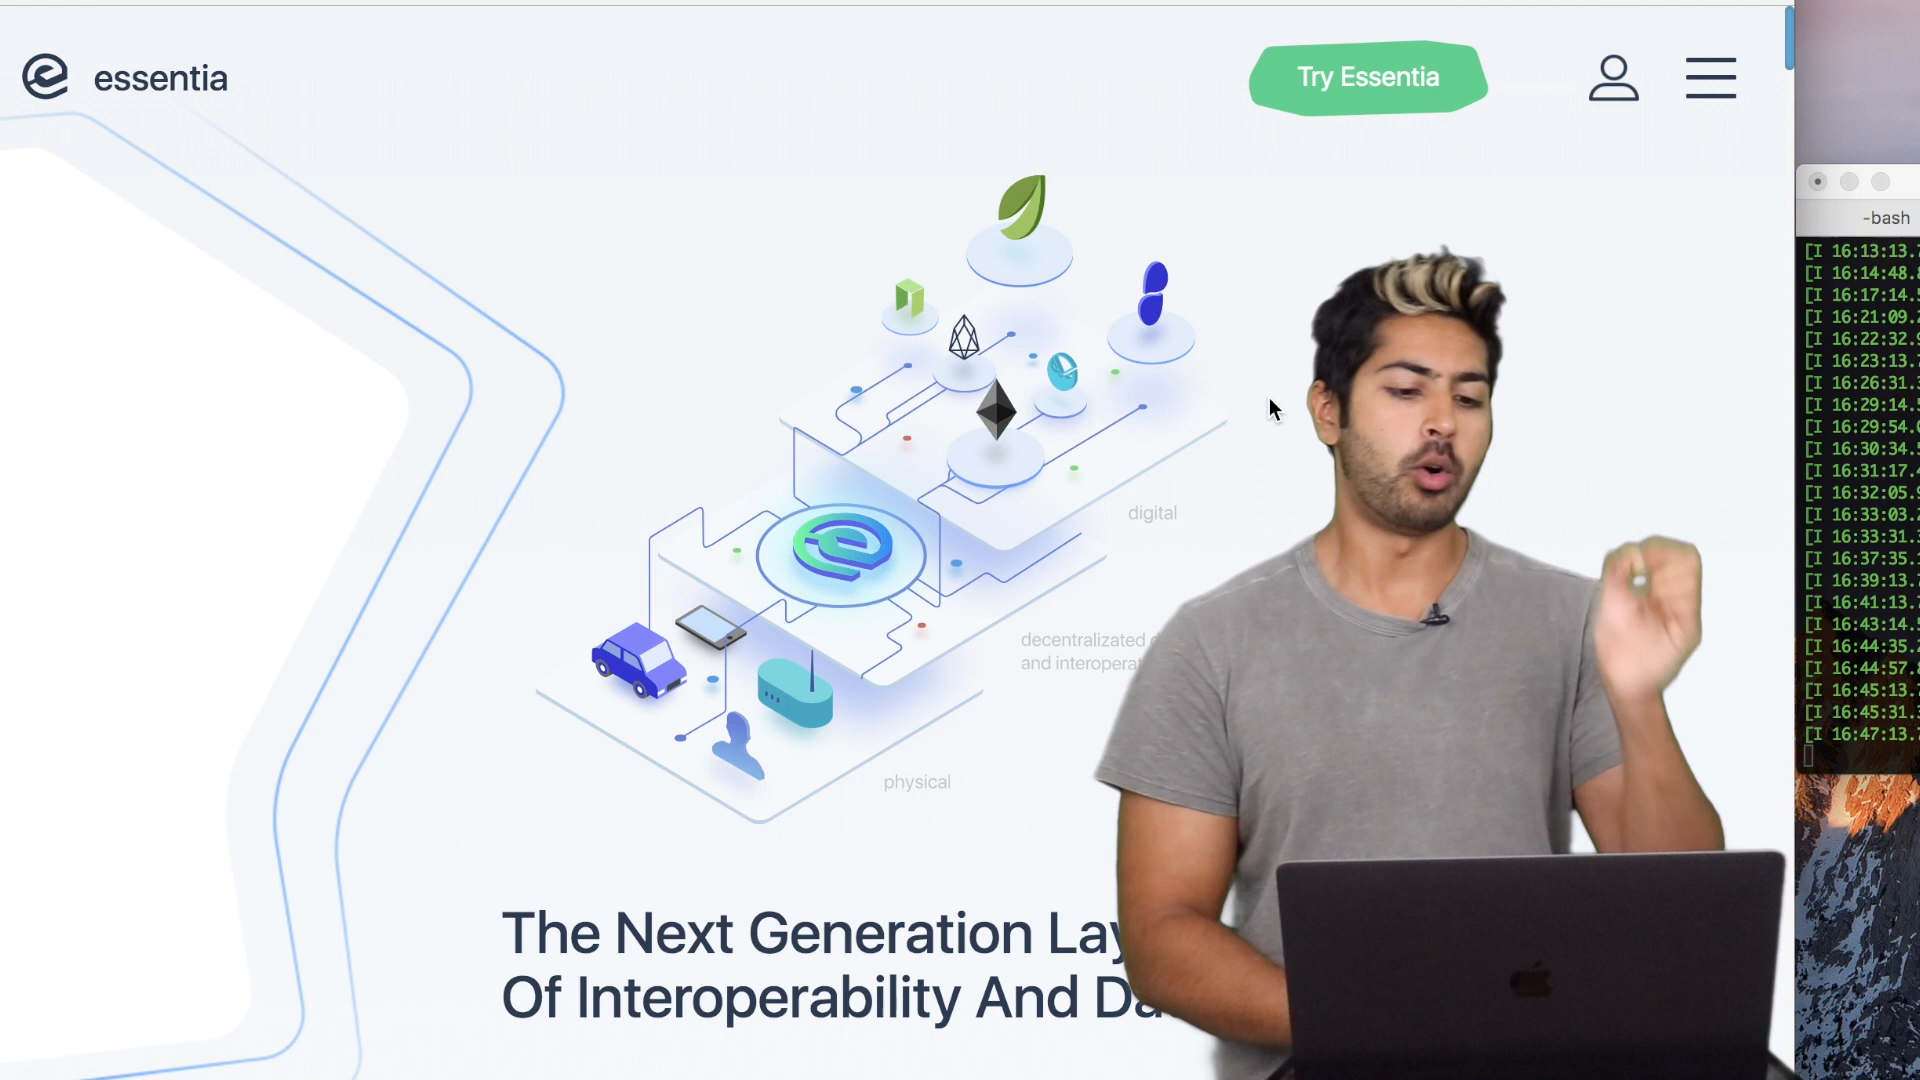 essentia
Try Essentia
-bash
[I 16:13:13.
[I 16:14:48.
[I 16:17:14.
[I 16:21:09.
[I 16:22:32.
[I 16:23:13.
[I 16:26:31.
[I 16:29:14.
[I 16:29:54.
[I 16:30:34.
[I 16:31:17.
[I 16:32:05.
[I 16:33:03.
[I 16:33:31.
[I 16:37:35.
[I 16:39:13.
[I 16:41:13.
[I 16:43:14.
[I 16:44:35.
[I 16:44:57.
[I 16:45:13.
[I 16:45:31.
[I 16:47:13.
digital
decentralizated
and interoperat
physical
The Next Generation Lay
Of Interoperability And Da